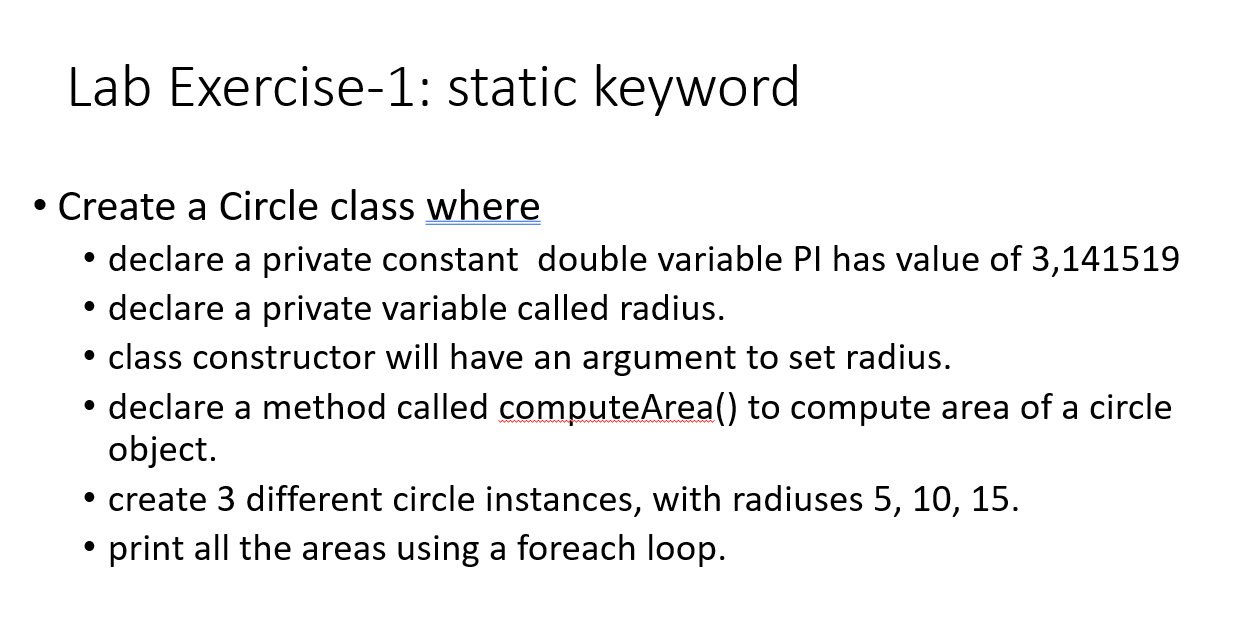 Lab Exercise-1: static keyword
• Create a Circle class where
• declare a private constant  double variable PI has value of 3,141519
• declare a private variable called radius.
• class constructor will have an argument to set radius.
• declare a method called computeArea() to compute area of a circle
object.
• create 3 different circle instances, with radiuses 5, 10, 15.
• print all the areas using a foreach loop.